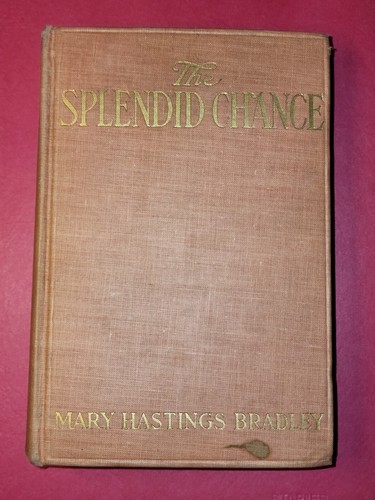 The
SPLENDID CHANCE
MARY HASTINGS BRADLEY